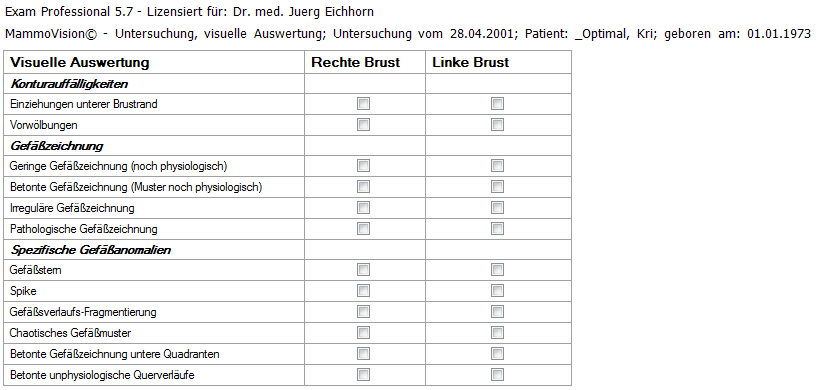 Exam Professional 5.7 - Lizensiert für: Dr. med. Juerg Eichhorn
MammoVision© - Untersuchung, visuelle Auswertung; Untersuchung vom 28.04.2001; Patient: _Optimal, Kri; geboren am: 01.01.1973
Visuelle Auswertung Rechte Brust Linke Brust
Konturauffälligkeiten
Einziehungen unterer Brustrand
Vorwölbungen
Gefäßzeichnung
Geringe Gefäßzeichnung (noch physiologisch)
Betonte Gefäßzeichnung (Muster noch physiologisch)
Irreguläre Gefäßzeichnung
Pathologische Gefäßzeichnung
Spezifische Gefäßanomalien
Gefäßstern
Spike
Gefäßsverlaufs-Fragmentierung
Chaotisches Gefäßmuster
Betonte Gefäßzeichnung untere Quadranten
Betonte unphysiologische Querverläufe